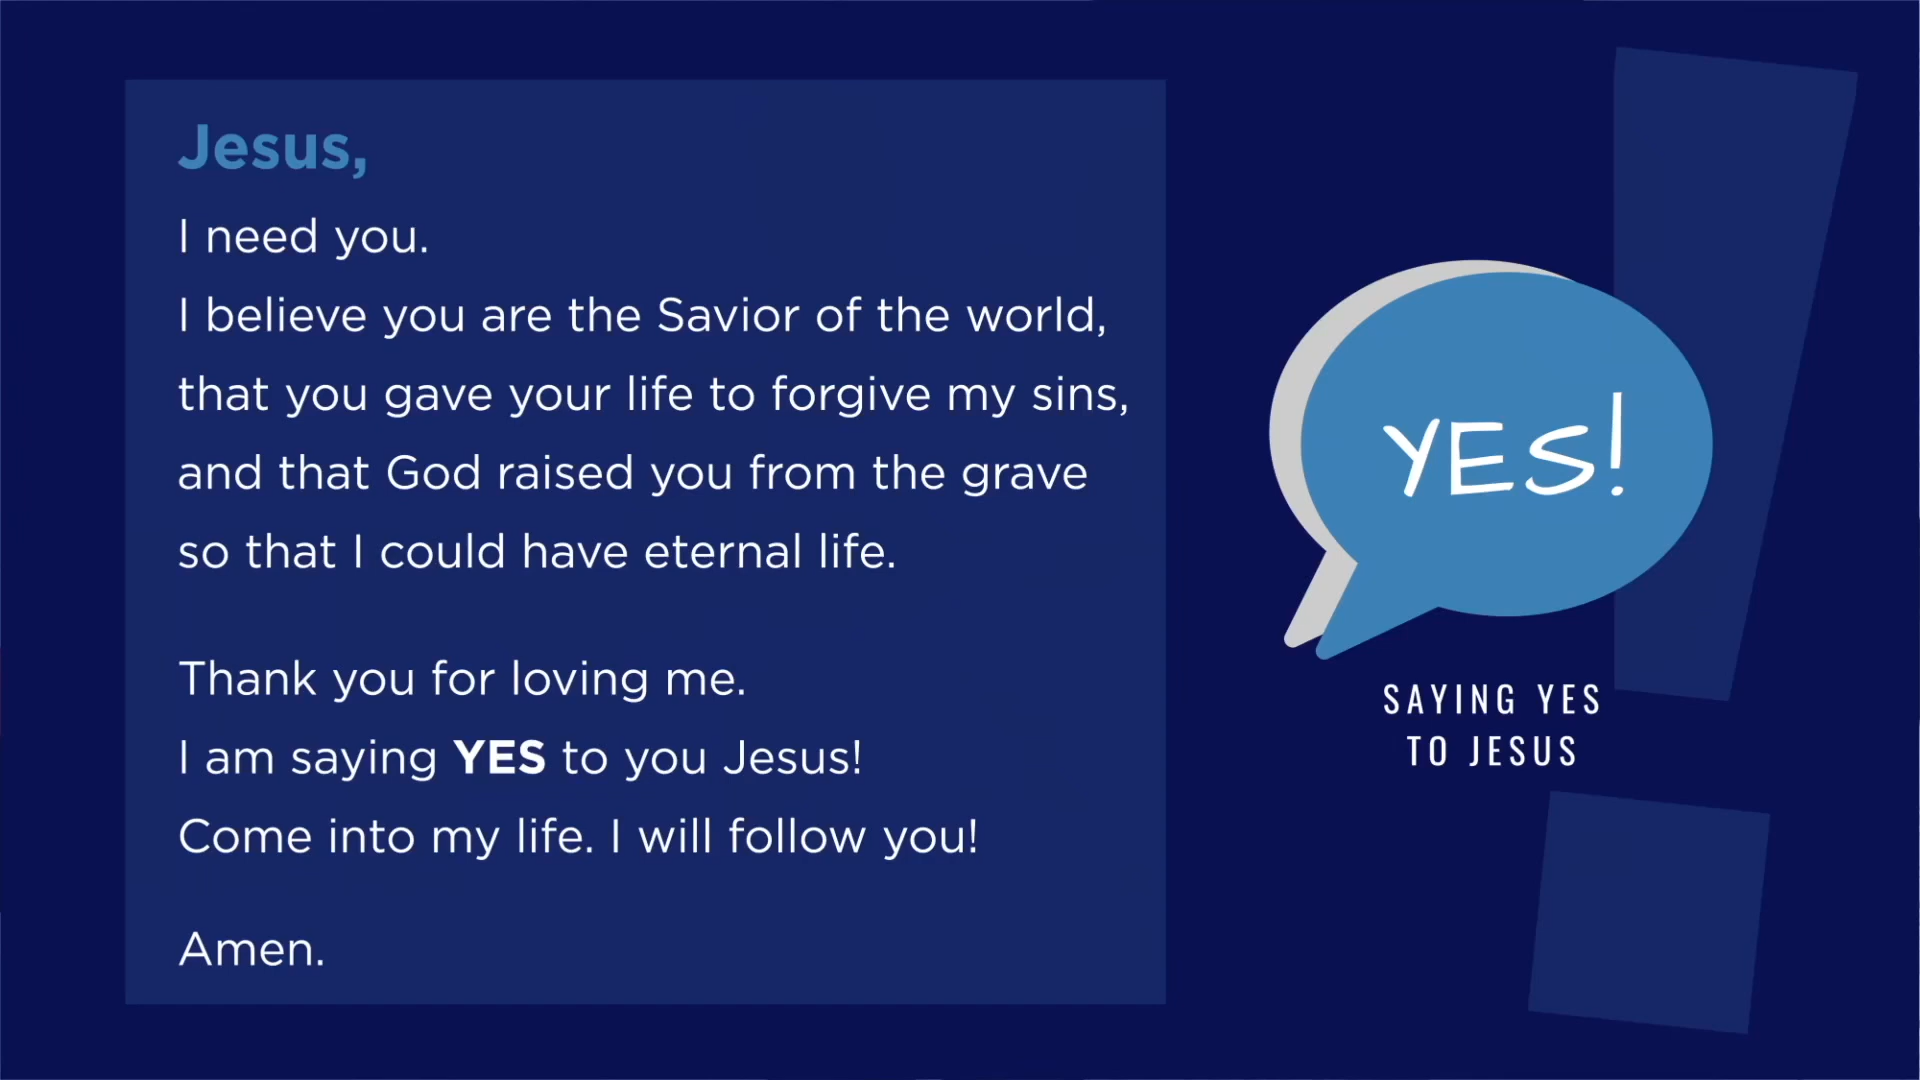 Jesus,
I need you.
I believe you are the Savior of the world,
that you gave your life to forgive my sins,
and that God raised you from the grave
so that I could have eternal life.
Thank you for loving me.
I am saying YES to you Jesus!
Come into my life. I will follow you!
Amen.
YES!
SAYING YES
TO JESUS